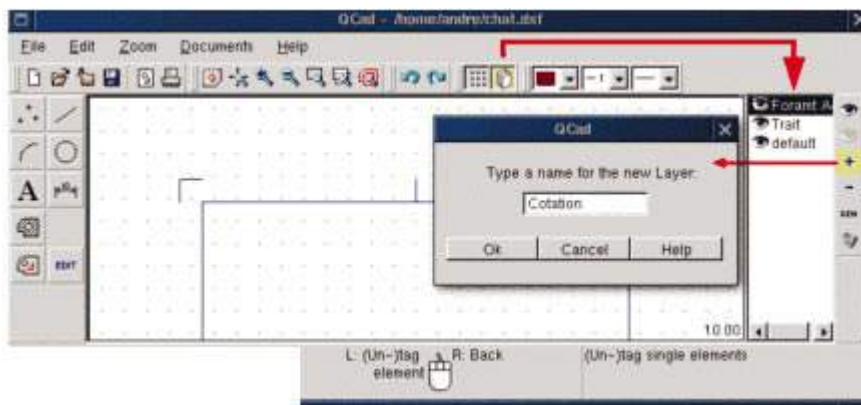 QCad - /home/andre/chat.dxf
File Edit Zoom Documents Help
Forant A
Trait
default
QCad
Type a name for the new Layer:
Cotation
Ok Cancel Help
A
EDIT
10.00
L: (Un-)tag element
R: Back
(Un-)tag single elements